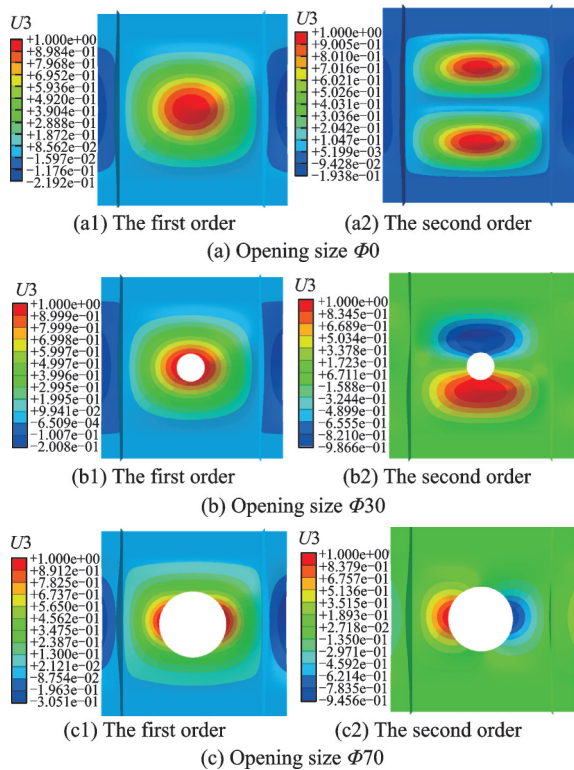 U3
+1.000e+00
+8.984e−01
+7.968e−01
+6.952e−01
+5.936e−01
+4.920e−01
+3.904e−01
+2.888e−01
+1.872e−01
+8.562e−02
−1.597e−02
−1.176e−01
−2.192e−01
(a1) The first order
U3
+1.000e+00
+9.005e−01
+8.010e−01
+7.016e−01
+6.021e−01
+5.026e−01
+4.031e−01
+3.036e−01
+2.042e−01
+1.047e−01
+5.199e−03
−9.428e−02
−1.938e−01
(a2) The second order
(a) Opening size Φ0
U3
+1.000e+00
+8.999e−01
+7.999e−01
+6.998e−01
+5.997e−01
+4.997e−01
+3.996e−01
+2.995e−01
+1.995e−01
+9.941e−02
−6.509e−04
−1.007e−01
−2.008e−01
(b1) The first order
U3
+1.000e+00
+8.345e−01
+6.689e−01
+5.034e−01
+3.378e−01
+1.723e−01
+6.711e−03
−1.588e−01
−3.244e−01
−4.899e−01
−6.555e−01
−8.210e−01
−9.866e−01
(b2) The second order
(b) Opening size Φ30
U3
+1.000e+00
+8.912e−01
+7.825e−01
+6.737e−01
+5.650e−01
+4.562e−01
+3.475e−01
+2.387e−01
+1.300e−01
+2.121e−02
−8.754e−02
−1.963e−01
−3.051e−01
(c1) The first order
U3
+1.000e+00
+8.379e−01
+6.757e−01
+5.136e−01
+3.515e−01
+1.893e−01
+2.718e−02
−1.350e−01
−2.971e−01
−4.592e−01
−6.214e−01
−7.835e−01
−9.456e−01
(c2) The second order
(c) Opening size Φ70